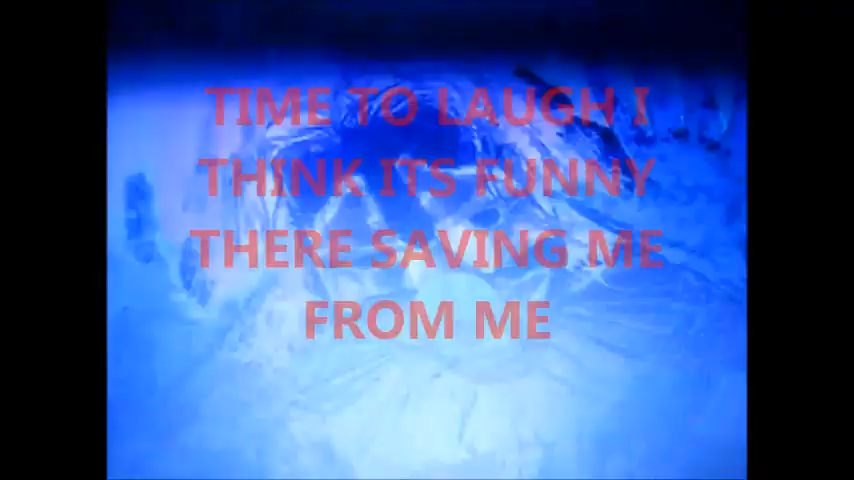 TIME TO LAUGH I
THINK ITS FUNNY
THERE SAVING ME
FROM ME